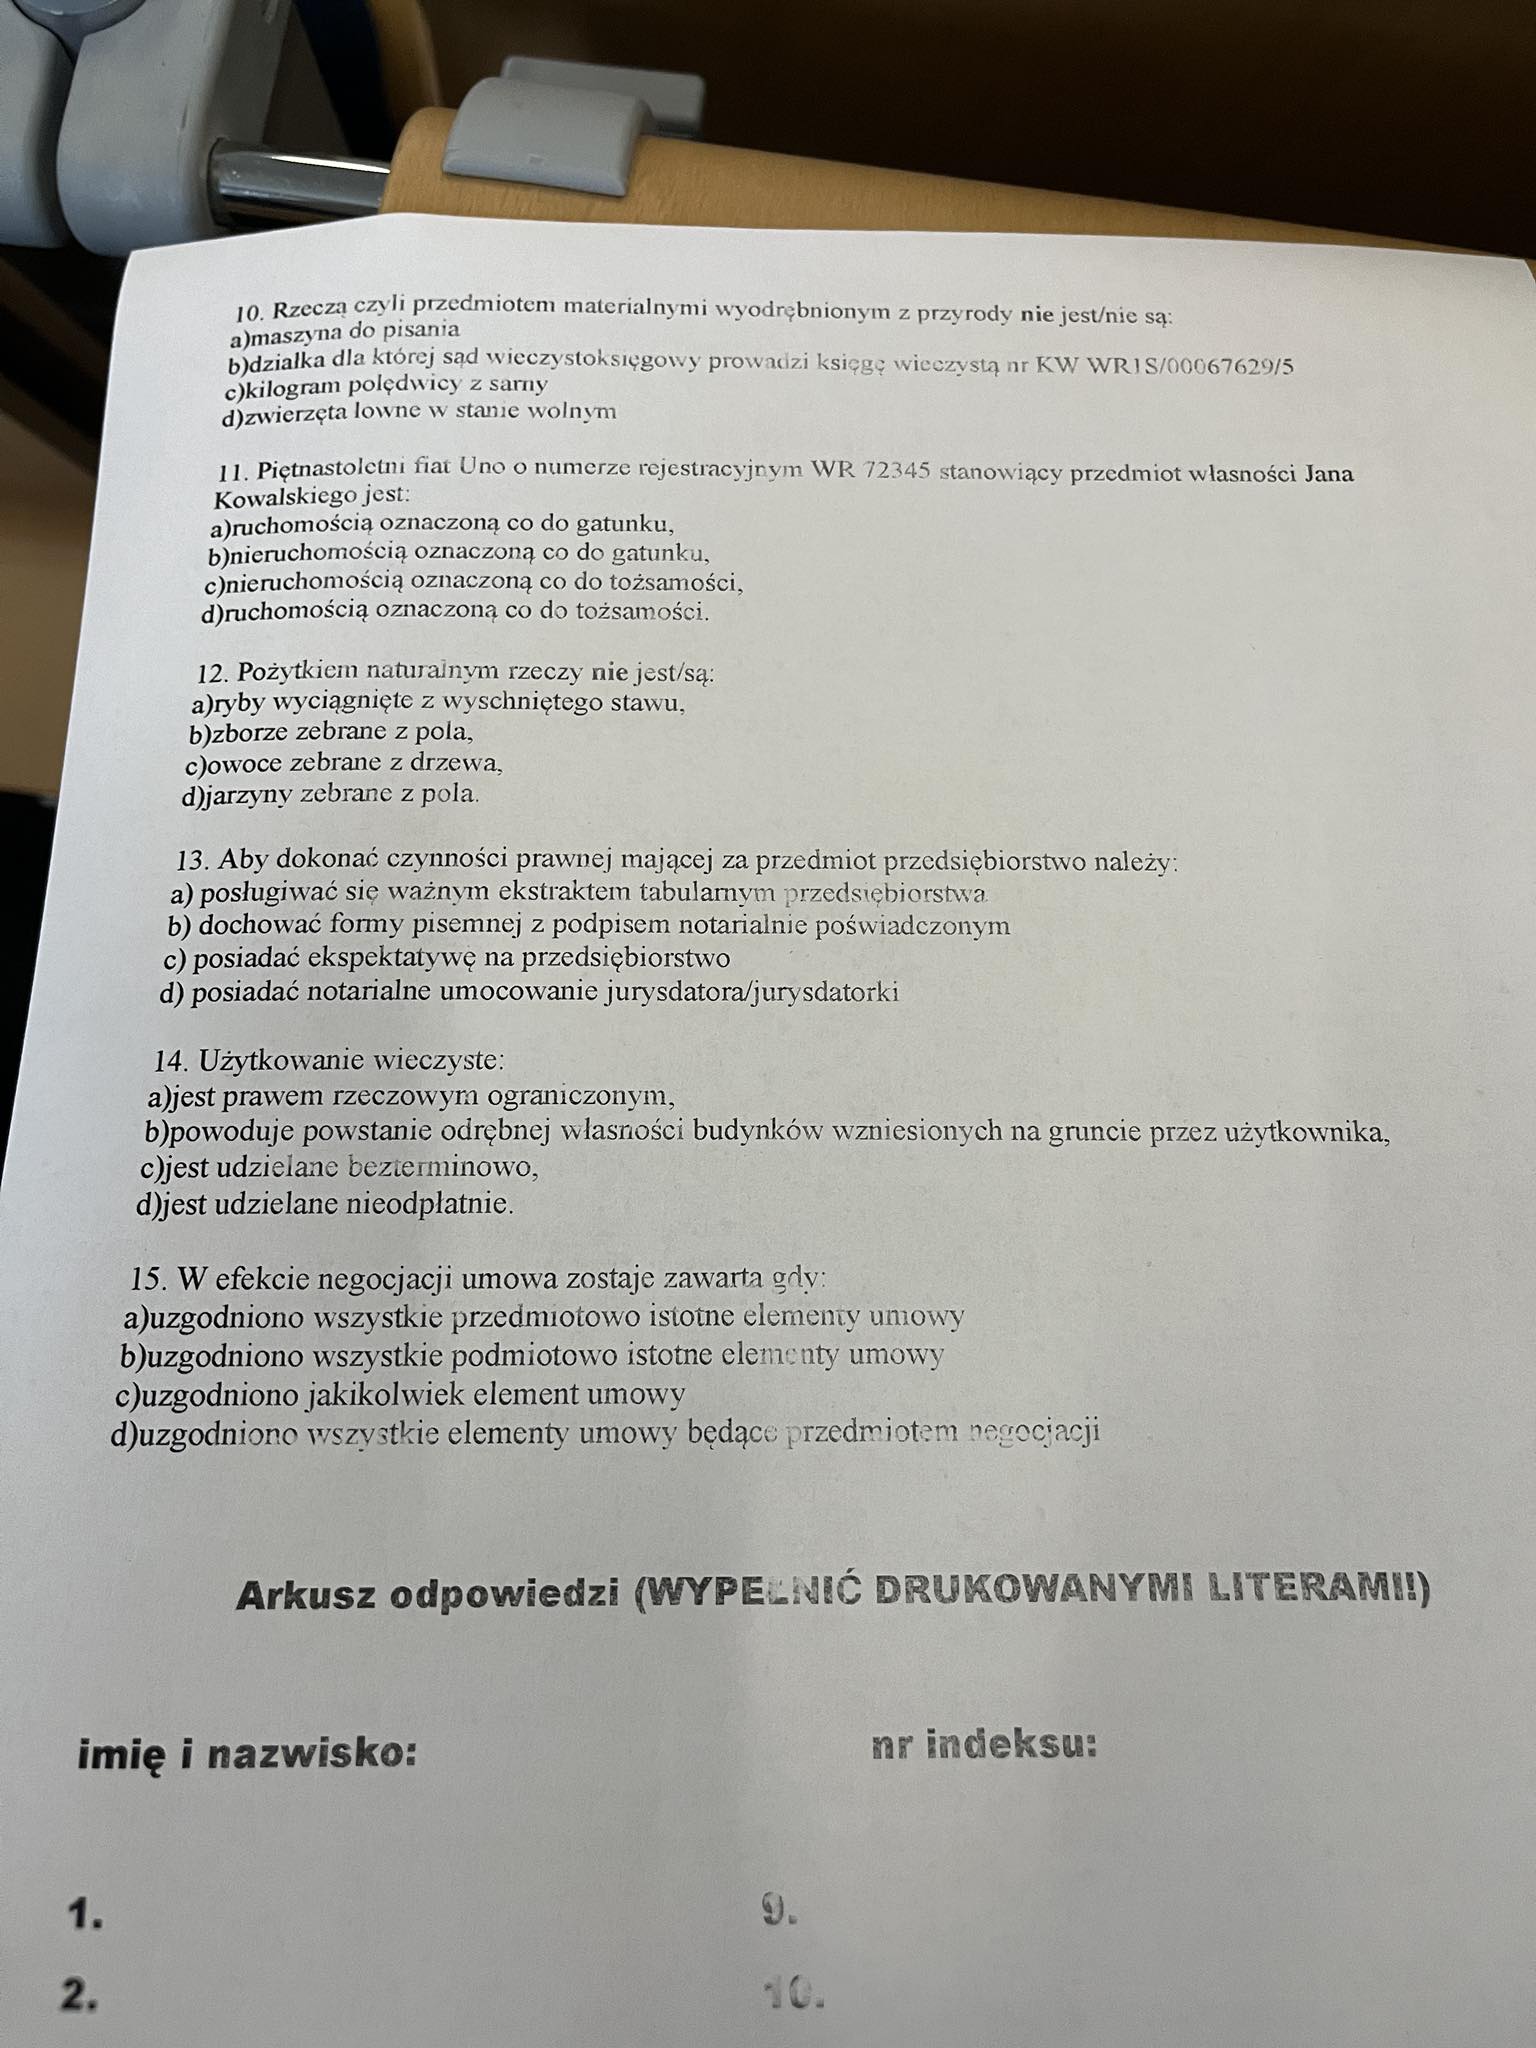 10. Rzeczą czyli przedmiotem materialnymi wyodrębnionym z przyrody nie jest/nie są:
a)maszyna do pisania
b)działka dla której sąd wieczystoksięgowy prowadzi księgę wieczystą nr KW WR1S/00067629/5
c)kilogram polędwicy z sarny
d)zwierzęta łowne w stanie wolnym
11. Piętnastoletni fiat Uno o numerze rejestracyjnym WR 72345 stanowiący przedmiot własności Jana
Kowalskiego jest:
a)ruchomością oznaczoną co do gatunku,
b)nieruchomością oznaczoną co do gatunku,
c)nieruchomością oznaczoną co do tożsamości,
d)ruchomością oznaczoną co do tożsamości.
12. Pożytkiem naturalnym rzeczy nie jest/są:
a)ryby wyciągnięte z wyschniętego stawu,
b)zborze zebrane z pola,
c)owoce zebrane z drzewa,
d)jarzyny zebrane z pola.
13. Aby dokonać czynności prawnej mającej za przedmiot przedsiębiorstwo należy:
a) posługiwać się ważnym ekstraktem tabularnym przedsiębiorstwa
b) dochować formy pisemnej z podpisem notarialnie poświadczonym
c) posiadać ekspektatywę na przedsiębiorstwo
d) posiadać notarialne umocowanie jurysdatora/jurysdatorki
14. Użytkowanie wieczyste:
a)jest prawem rzeczowym ograniczonym,
b)powoduje powstanie odrębnej własności budynków wzniesionych na gruncie przez użytkownika,
c)jest udzielane bezterminowo,
d)jest udzielane nieodpłatnie.
15. W efekcie negocjacji umowa zostaje zawarta gdy:
a)uzgodniono wszystkie przedmiotowo istotne elementy umowy
b)uzgodniono wszystkie podmiotowo istotne elementy umowy
c)uzgodniono jakikolwiek element umowy
d)uzgodniono wszystkie elementy umowy będące przedmiotem negocjacji
Arkusz odpowiedzi (WYPEŁNIĆ DRUKOWANYMI LITERAMI!)
imię i nazwisko: nr indeksu:
1. 9.
2. 10.